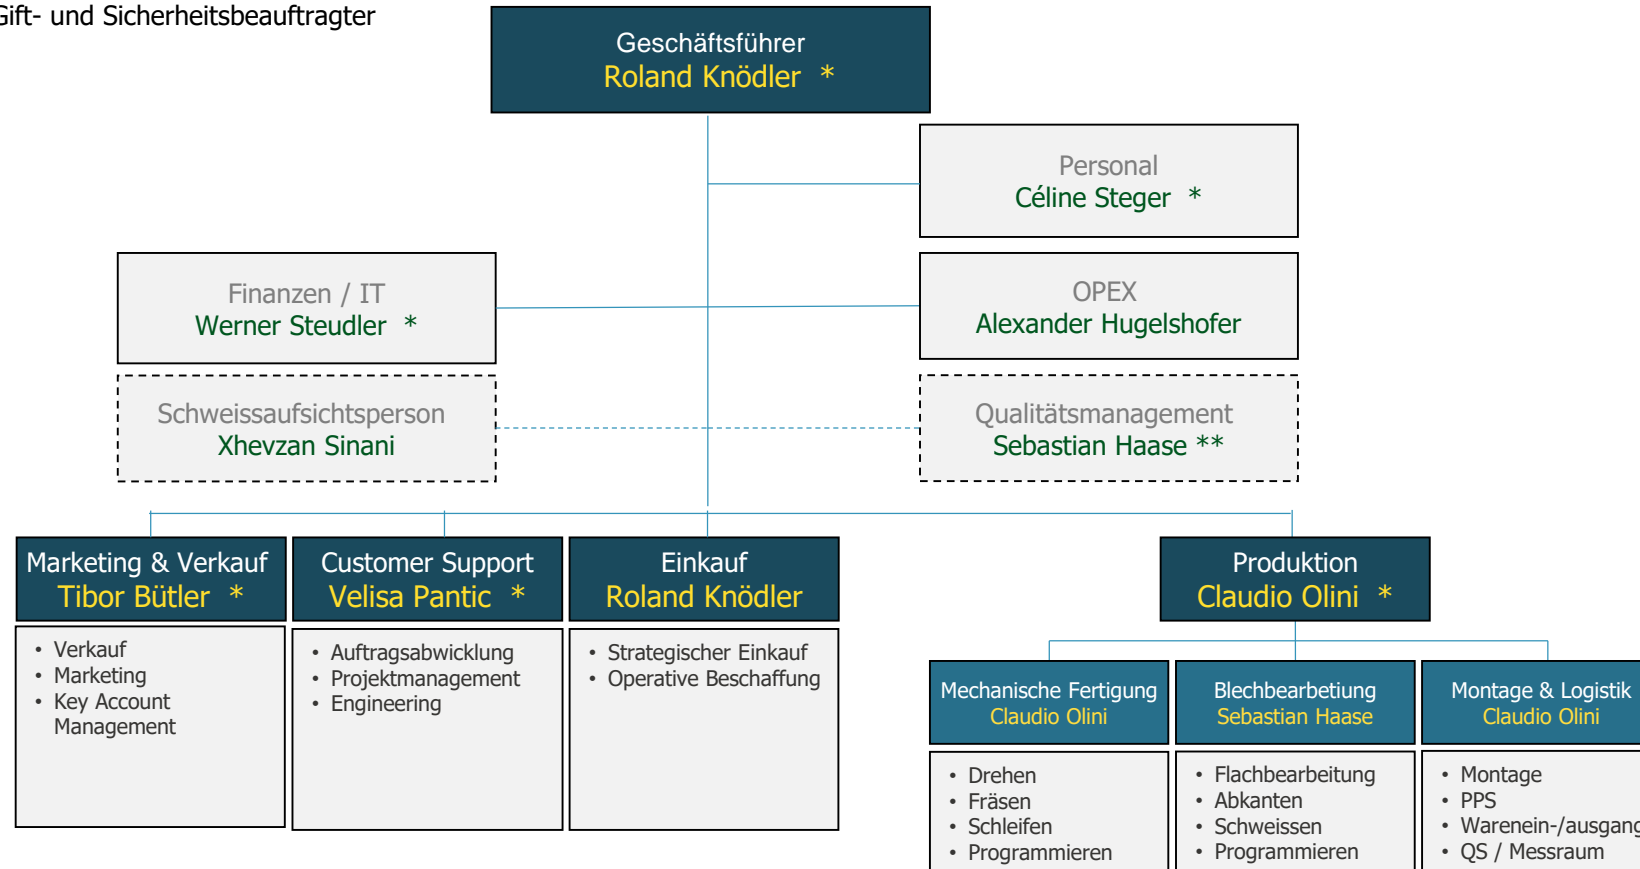 Gift- und Sicherheitsbeauftragter
Geschäftsführer
Roland Knödler *
Personal
Céline Steger *
Finanzen / IT
Werner Steudler *
OPEX
Alexander Hugelshofer
Schweissaufsichtsperson
Xhevzan Sinani
Qualitätsmanagement
Sebastian Haase **
Marketing & Verkauf
Tibor Bütler *
• Verkauf
• Marketing
• Key Account
Management
Customer Support
Velisa Pantic *
• Auftragsabwicklung
• Projektmanagement
• Engineering
Einkauf
Roland Knödler
• Strategischer Einkauf
• Operative Beschaffung
Produktion
Claudio Olini *
Mechanische Fertigung
Claudio Olini
• Drehen
• Fräsen
• Schleifen
• Programmieren
Blechbearbetiung
Sebastian Haase
• Flachbearbeitung
• Abkanten
• Schweissen
• Programmieren
Montage & Logistik
Claudio Olini
• Montage
• PPS
• Warenein-/ausgang
• QS / Messraum